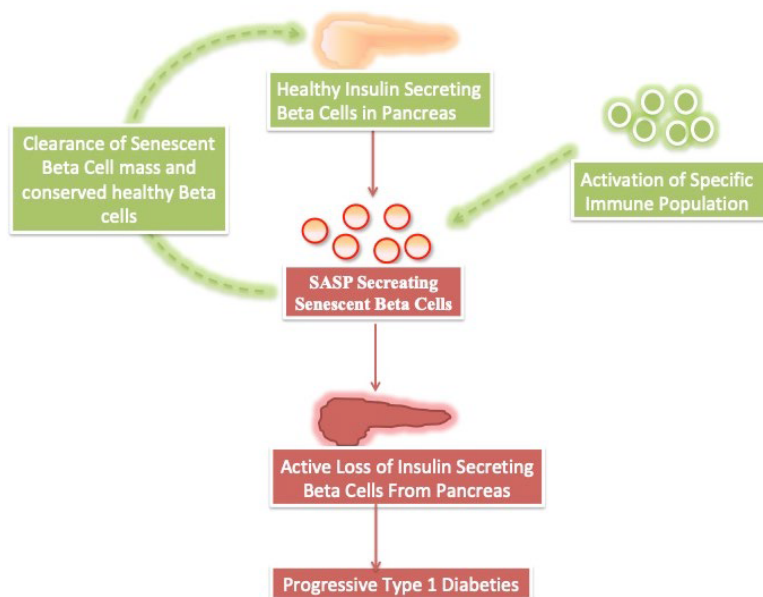 Healthy Insulin Secreting
Beta Cells in Pancreas
Clearance of Senescent
Beta Cell mass and
conserved healthy Beta
cells
Activation of Specific
Immune Population
SASP Secreating
Senescent Beta Cells
Active Loss of Insulin Secreting
Beta Cells From Pancreas
Progressive Type 1 Diabeties